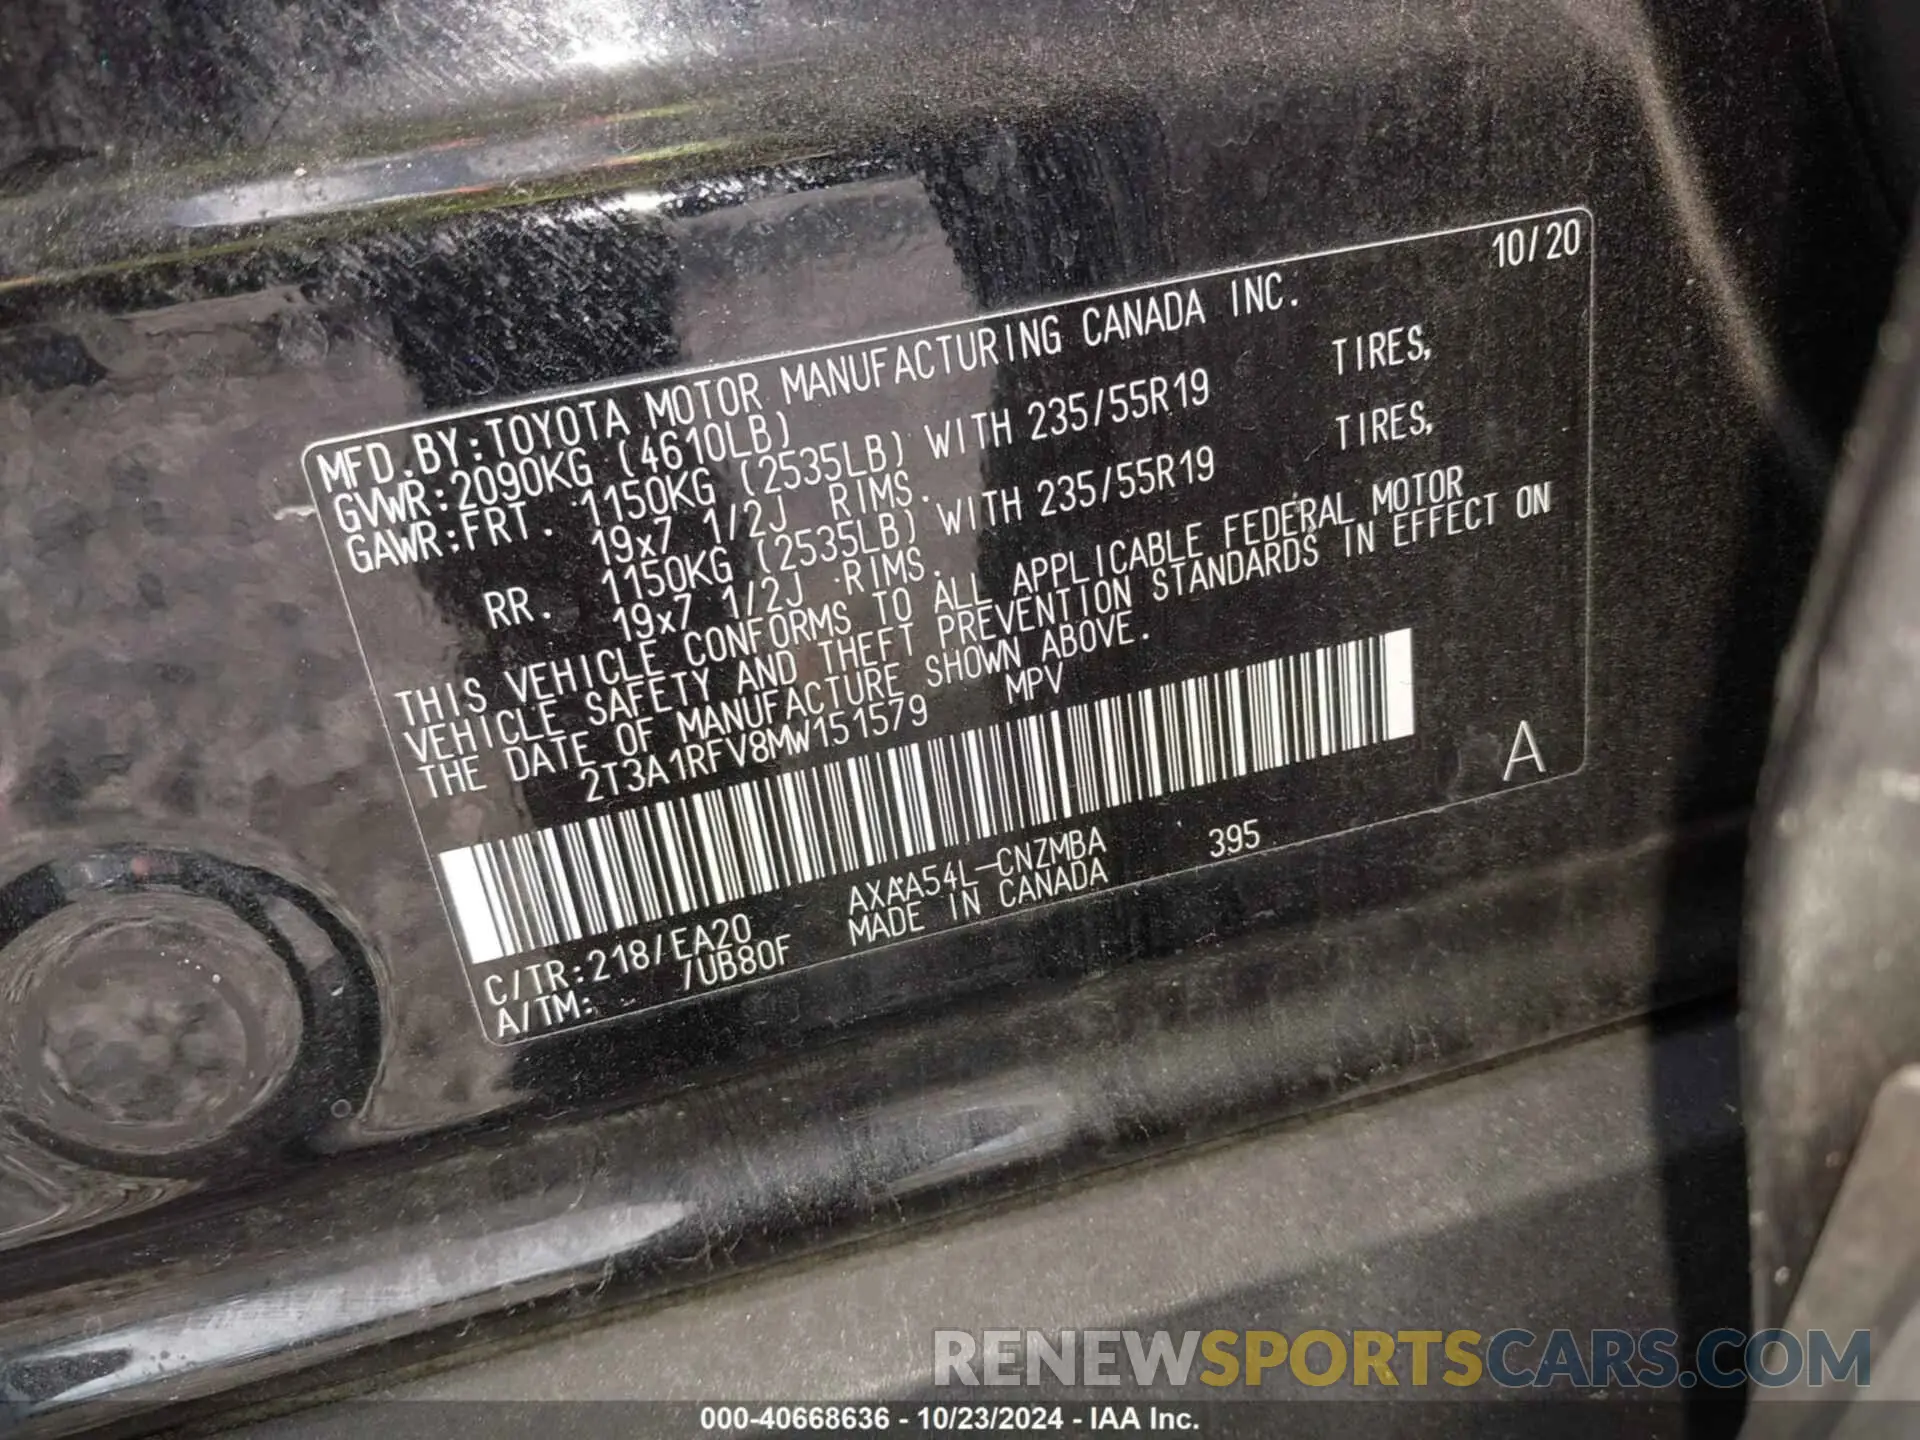 10/20
MFD.BY:TOYOTA MOTOR MANUFACTURING CANADA INC.
GVWR:2090KG (4610LB)
GAWR:FRT. 1150KG (2535LB) WITH 235/55R19 TIRES,
19x7 1/2J RIMS.
RR. 1150KG (2535LB) WITH 235/55R19 TIRES,
19x7 1/2J RIMS.
THIS VEHICLE CONFORMS TO ALL APPLICABLE FEDERAL MOTOR
VEHICLE SAFETY AND THEFT PREVENTION STANDARDS IN EFFECT ON
THE DATE OF MANUFACTURE SHOWN ABOVE.
2T3A1RFV8MW151579 MPV
A
C/TR:218/EA20 AXAA54L-CNZMBA 395
A/TM: - /UB80F MADE IN CANADA
RENEWSPORTSCARS.COM
000-40668636 - 10/23/2024 - IAA Inc.